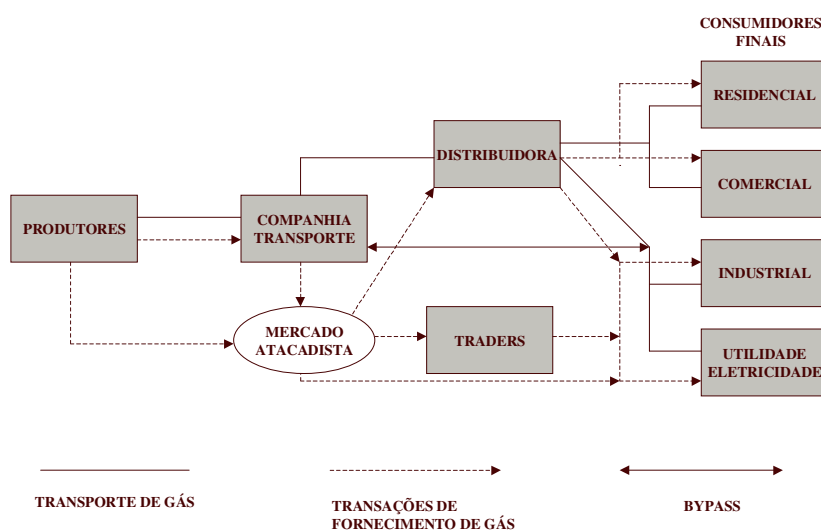 CONSUMIDORES
FINAIS
RESIDENCIAL
DISTRIBUIDORA
COMERCIAL
PRODUTORES
COMPANHIA
TRANSPORTE
INDUSTRIAL
MERCADO
ATACADISTA
TRADERS
UTILIDADE
ELETRICIDADE
TRANSPORTE DE GÁS
TRANSAÇÕES DE
FORNECIMENTO DE GÁS
BYPASS